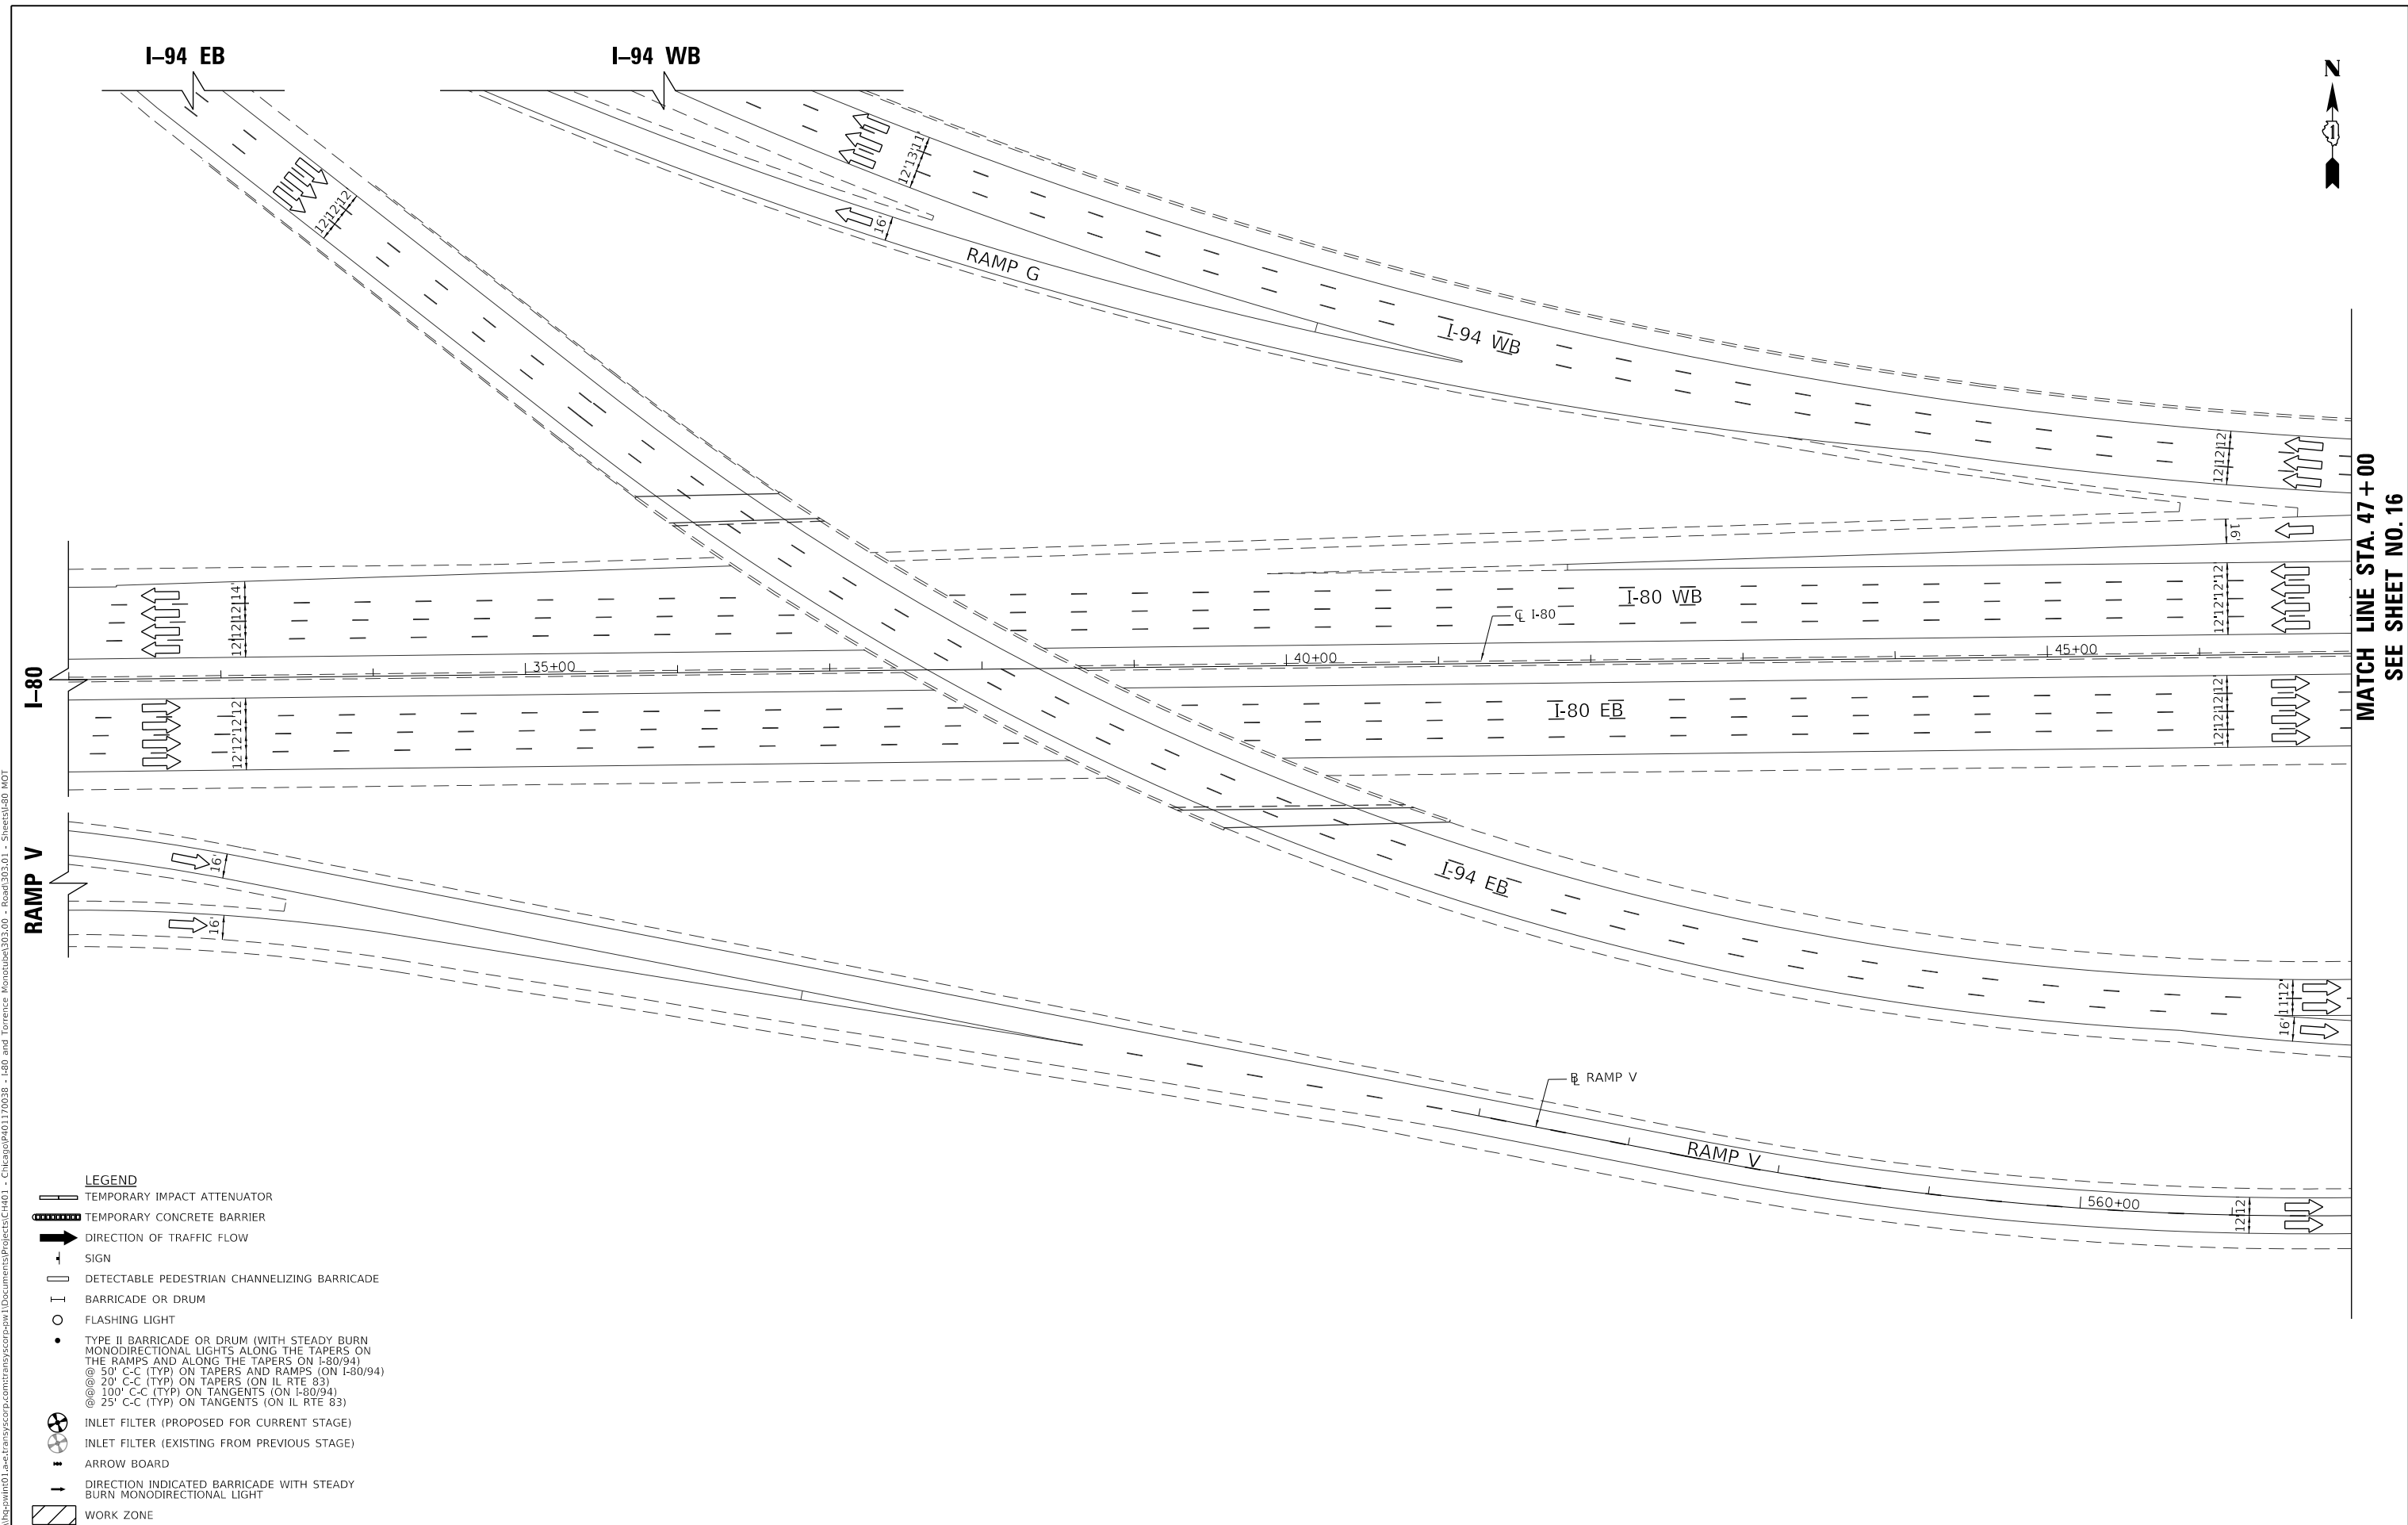 I–94 EB
I–94 WB
N
12'12'12'
12'13'11'
16'
RAMP G
I-94 WB
12'12'12'
16'
MATCH LINE STA. 47+00
SEE SHEET NO. 16
I–80
12'12'12'14'
I-80 WB
12'12'12'12'
℄ I-80
35+00
40+00
45+00
12'12'12'12'
I-80 EB
12'12'12'12'
RAMP V
16'
16'
I-94 EB
16'11'12'
RAMP V
RAMP V
560+00
12'12'
LEGEND
TEMPORARY IMPACT ATTENUATOR
TEMPORARY CONCRETE BARRIER
DIRECTION OF TRAFFIC FLOW
SIGN
DETECTABLE PEDESTRIAN CHANNELIZING BARRICADE
BARRICADE OR DRUM
FLASHING LIGHT
TYPE II BARRICADE OR DRUM (WITH STEADY BURN
MONODIRECTIONAL LIGHTS ALONG THE TAPERS ON
THE RAMPS AND ALONG THE TAPERS ON I-80/94)
@ 50' C-C (TYP) ON TAPERS AND RAMPS (ON I-80/94)
@ 20' C-C (TYP) ON TAPERS (ON IL RTE 83)
@ 100' C-C (TYP) ON TANGENTS (ON I-80/94)
@ 25' C-C (TYP) ON TANGENTS (ON IL RTE 83)
INLET FILTER (PROPOSED FOR CURRENT STAGE)
INLET FILTER (EXISTING FROM PREVIOUS STAGE)
ARROW BOARD
DIRECTION INDICATED BARRICADE WITH STEADY
BURN MONODIRECTIONAL LIGHT
WORK ZONE